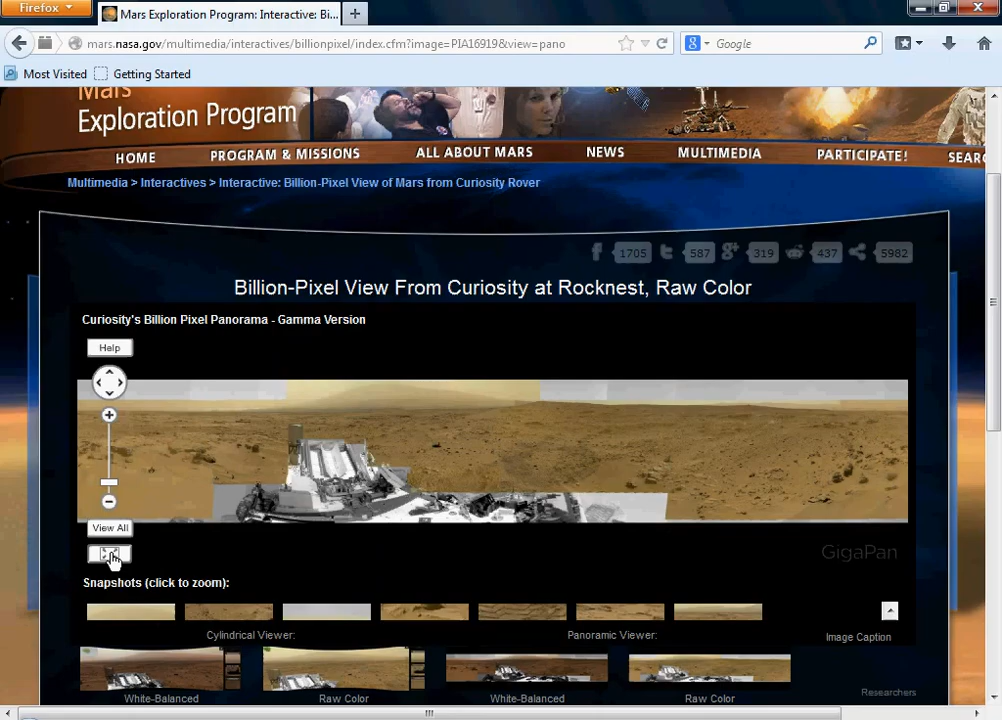 Firefox
Mars Exploration Program: Interactive: Bi...
mars.nasa.gov/multimedia/interactives/billionpixel/index.cfm?image=PIA16919&view=pano
Google
Most Visited
Getting Started
Mars
Exploration Program
HOME
PROGRAM & MISSIONS
ALL ABOUT MARS
NEWS
MULTIMEDIA
PARTICIPATE!
SEARC
Multimedia > Interactives > Interactive: Billion-Pixel View of Mars from Curiosity Rover
1705
587
319
437
5982
Billion-Pixel View From Curiosity at Rocknest, Raw Color
Curiosity's Billion Pixel Panorama - Gamma Version
Help
View All
GigaPan
Snapshots (click to zoom):
Cylindrical Viewer:
Panoramic Viewer:
Image Caption
White-Balanced
Raw Color
White-Balanced
Raw Color
Researchers